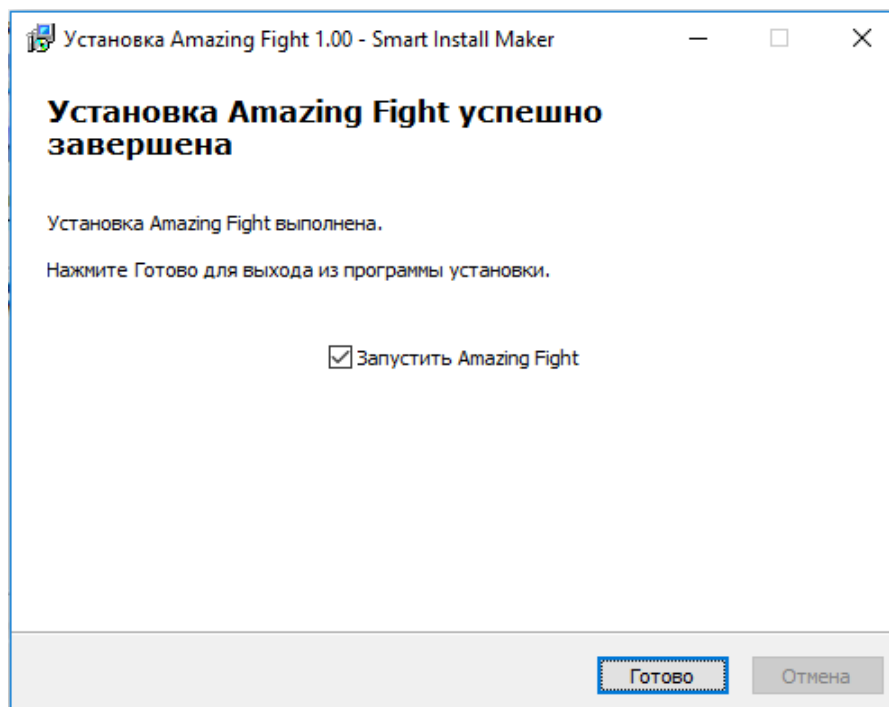 Установка Amazing Fight 1.00 - Smart Install Maker
Установка Amazing Fight успешно
завершена
Установка Amazing Fight выполнена.
Нажмите Готово для выхода из программы установки.
Запустить Amazing Fight
Готово
Отмена